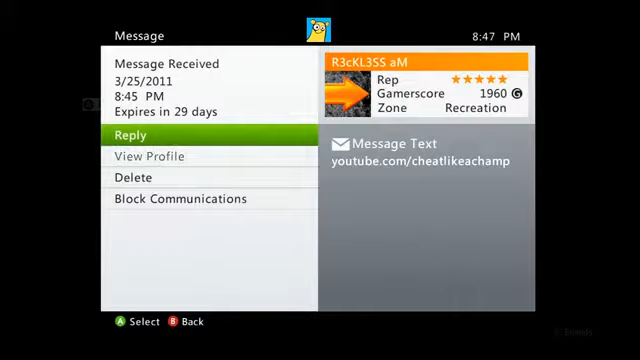 Message
8:47 PM
Message Received
3/25/2011
8:45 PM
Expires in 29 days
Reply
View Profile
Delete
Block Communications
R3cKL3SS aM
Rep
Gamerscore 1960 G
Zone Recreation
Message Text
youtube.com/cheatlikeachamp
A Select B Back